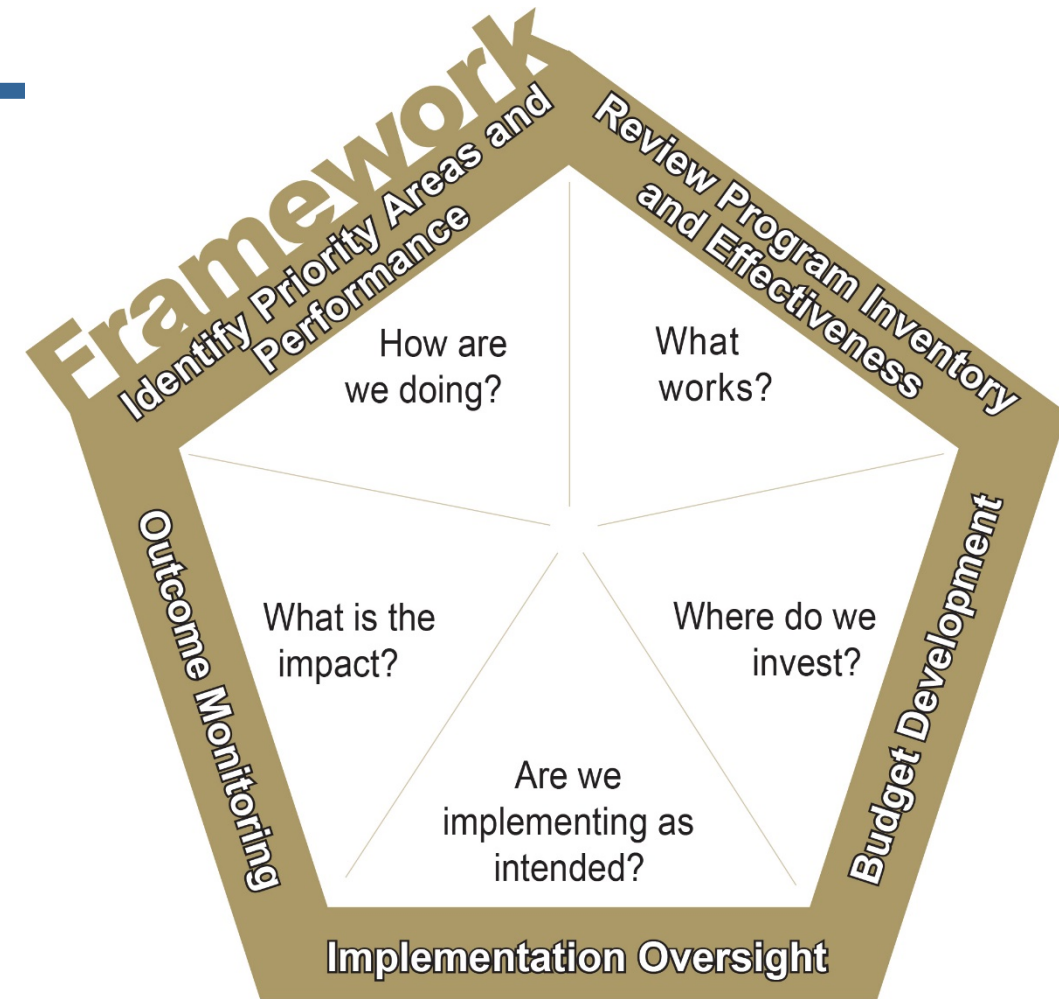 Framework
Identify Priority Areas and
Performance
Review Program Inventory
and Effectiveness
How are
we doing?
What
works?
Outcome Monitoring
What is the
impact?
Where do we
invest?
Budget Development
Are we
implementing as
intended?
Implementation Oversight